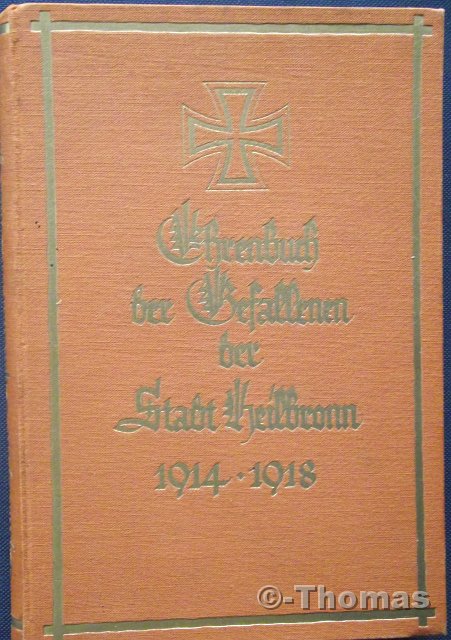 Ehrenbuch
der Gefallenen
der
Stadt Heilbronn
1914 · 1918
©-Thomas